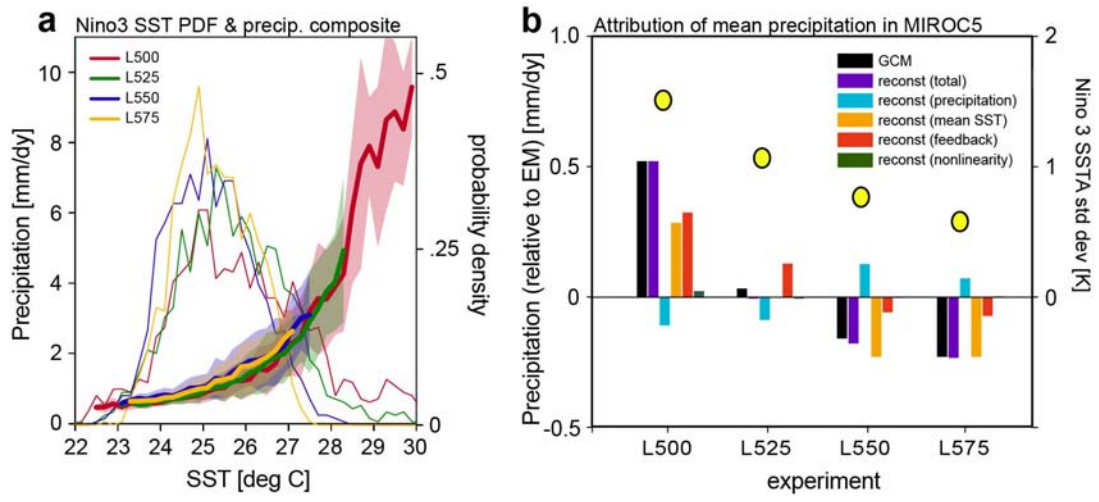 a Nino3 SST PDF & precip. composite
L500
L525
L550
L575
10
8
6
4
2
0
Precipitation [mm/dy]
.5
.25
0
probability density
22 23 24 25 26 27 28 29 30
SST [deg C]
b Attribution of mean precipitation in MIROC5
1.0
0.5
0
-0.5
Precipitation (relative to EM) [mm/dy]
GCM
reconst (total)
reconst (precipitation)
reconst (mean SST)
reconst (feedback)
reconst (nonlinearity)
2
1
0
Nino 3 SSTA std dev [K]
L500 L525 L550 L575
experiment